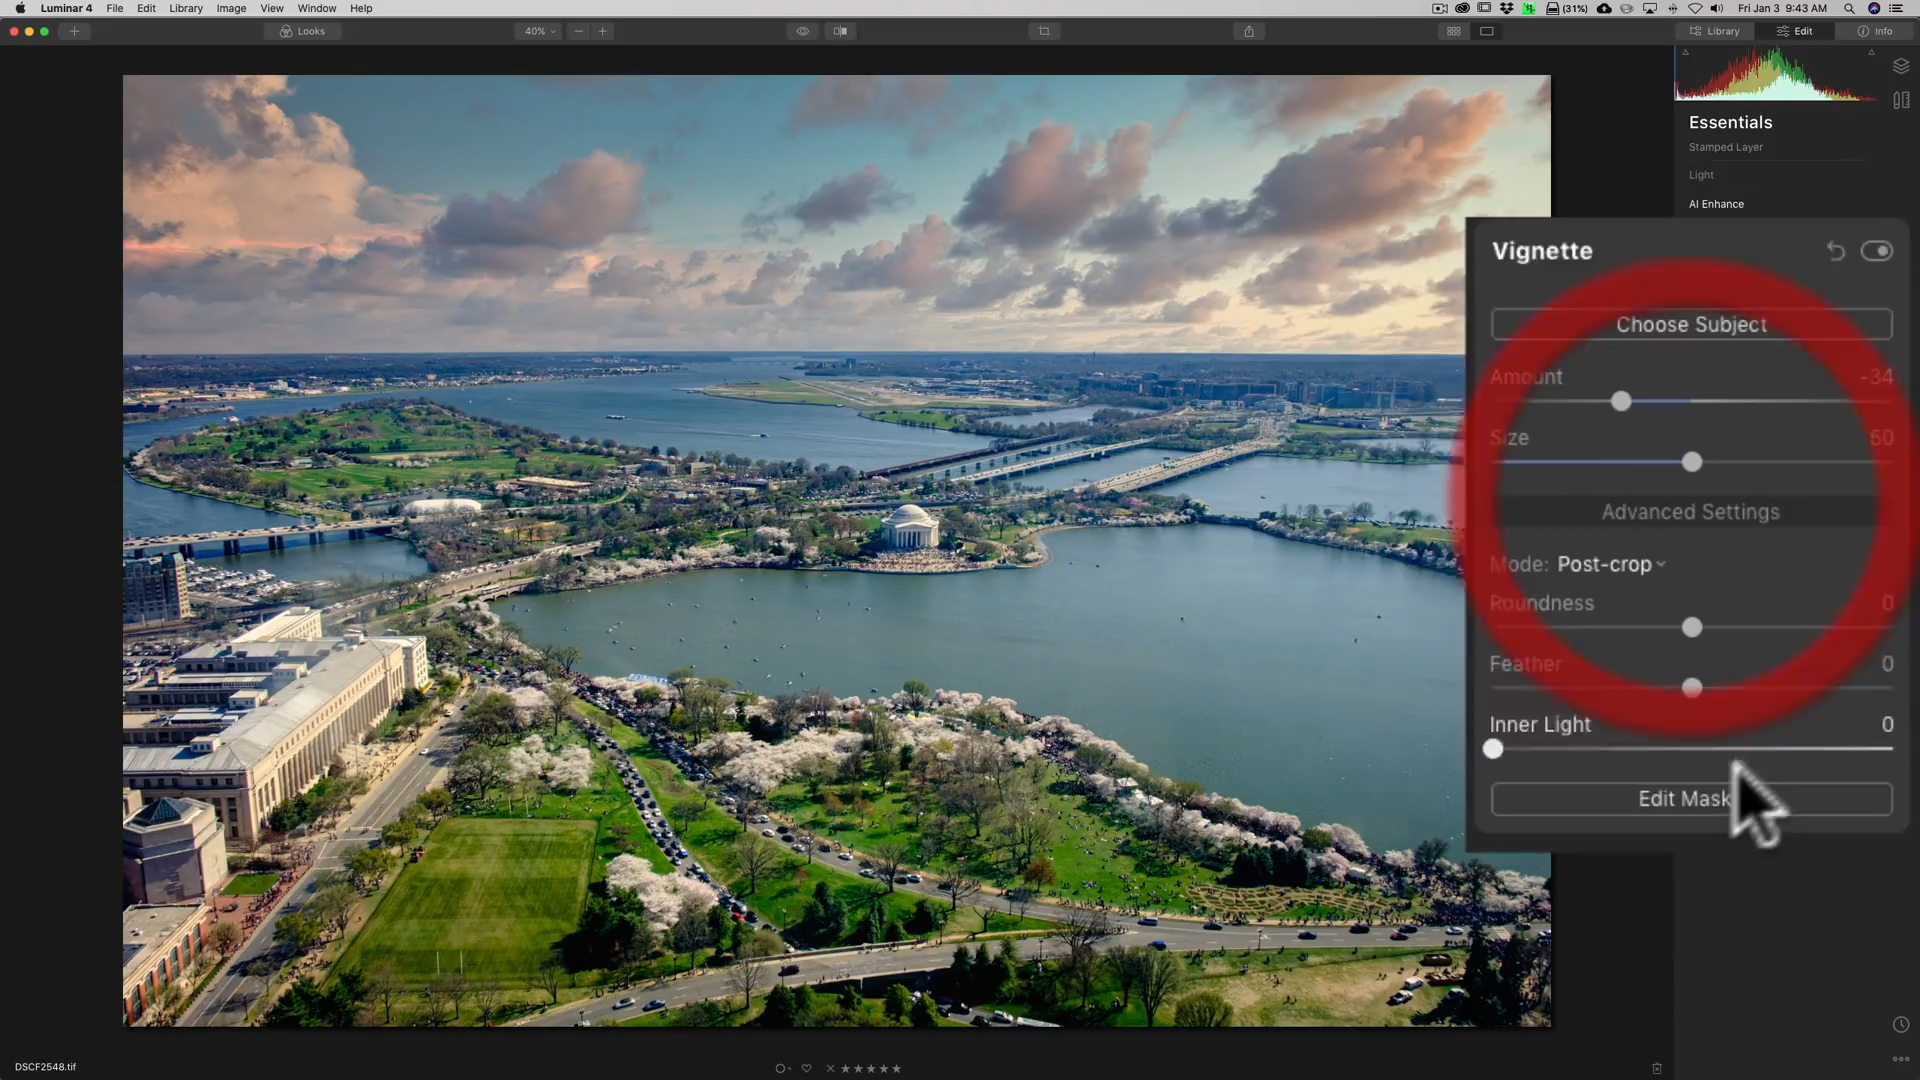 Luminar 4 File Edit Library Image View Window Help (31%) Fri Jan 3 9:43 AM
Looks 40% Library Edit Info
Essentials
Stamped Layer
Light
AI Enhance
Vignette
Choose Subject
Amount -34
Size 50
Advanced Settings
Mode: Post-crop
Roundness 0
Feather 0
Inner Light 0
Edit Mask
DSCF2548.tif